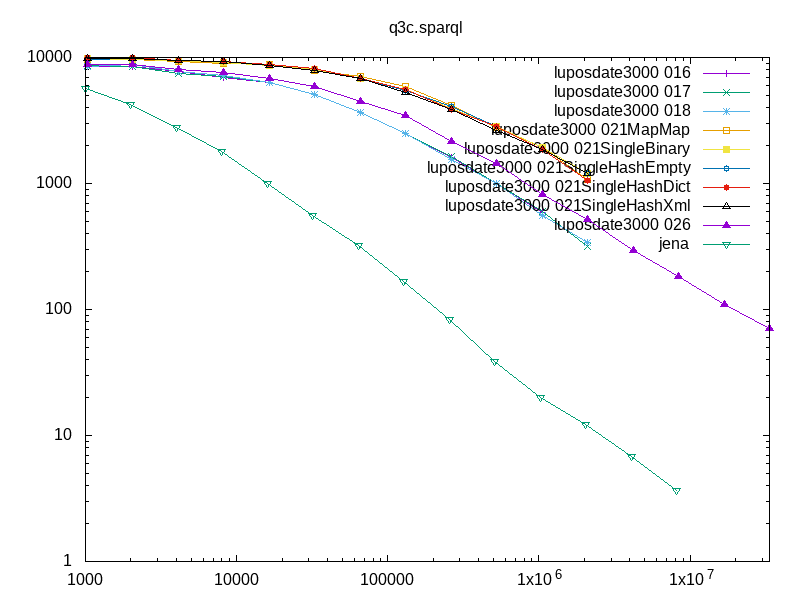 q3c.sparql
10000
1000
100
10
1
luposdate3000 016
luposdate3000 017
luposdate3000 018
luposdate3000 021MapMap
luposdate3000 021SingleBinary
luposdate3000 021SingleHashEmpty
luposdate3000 021SingleHashDict
luposdate3000 021SingleHashXml
luposdate3000 026
jena
1000 10000 100000 1x10^6 1x10^7